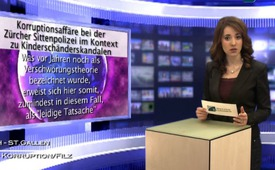 Korruptionsaffäre bei der
Zürcher Sittenpolizei im Kontext
zu Kinderschänderskandalen
Was vor Jahren noch als
Verschwörungstheorie
bezeichnet wurde,
erweist sich hier somit,
zumindest in diesem Fall,
als "leidige Tatsache"
- ST.GALLEN
Korruption/Filz